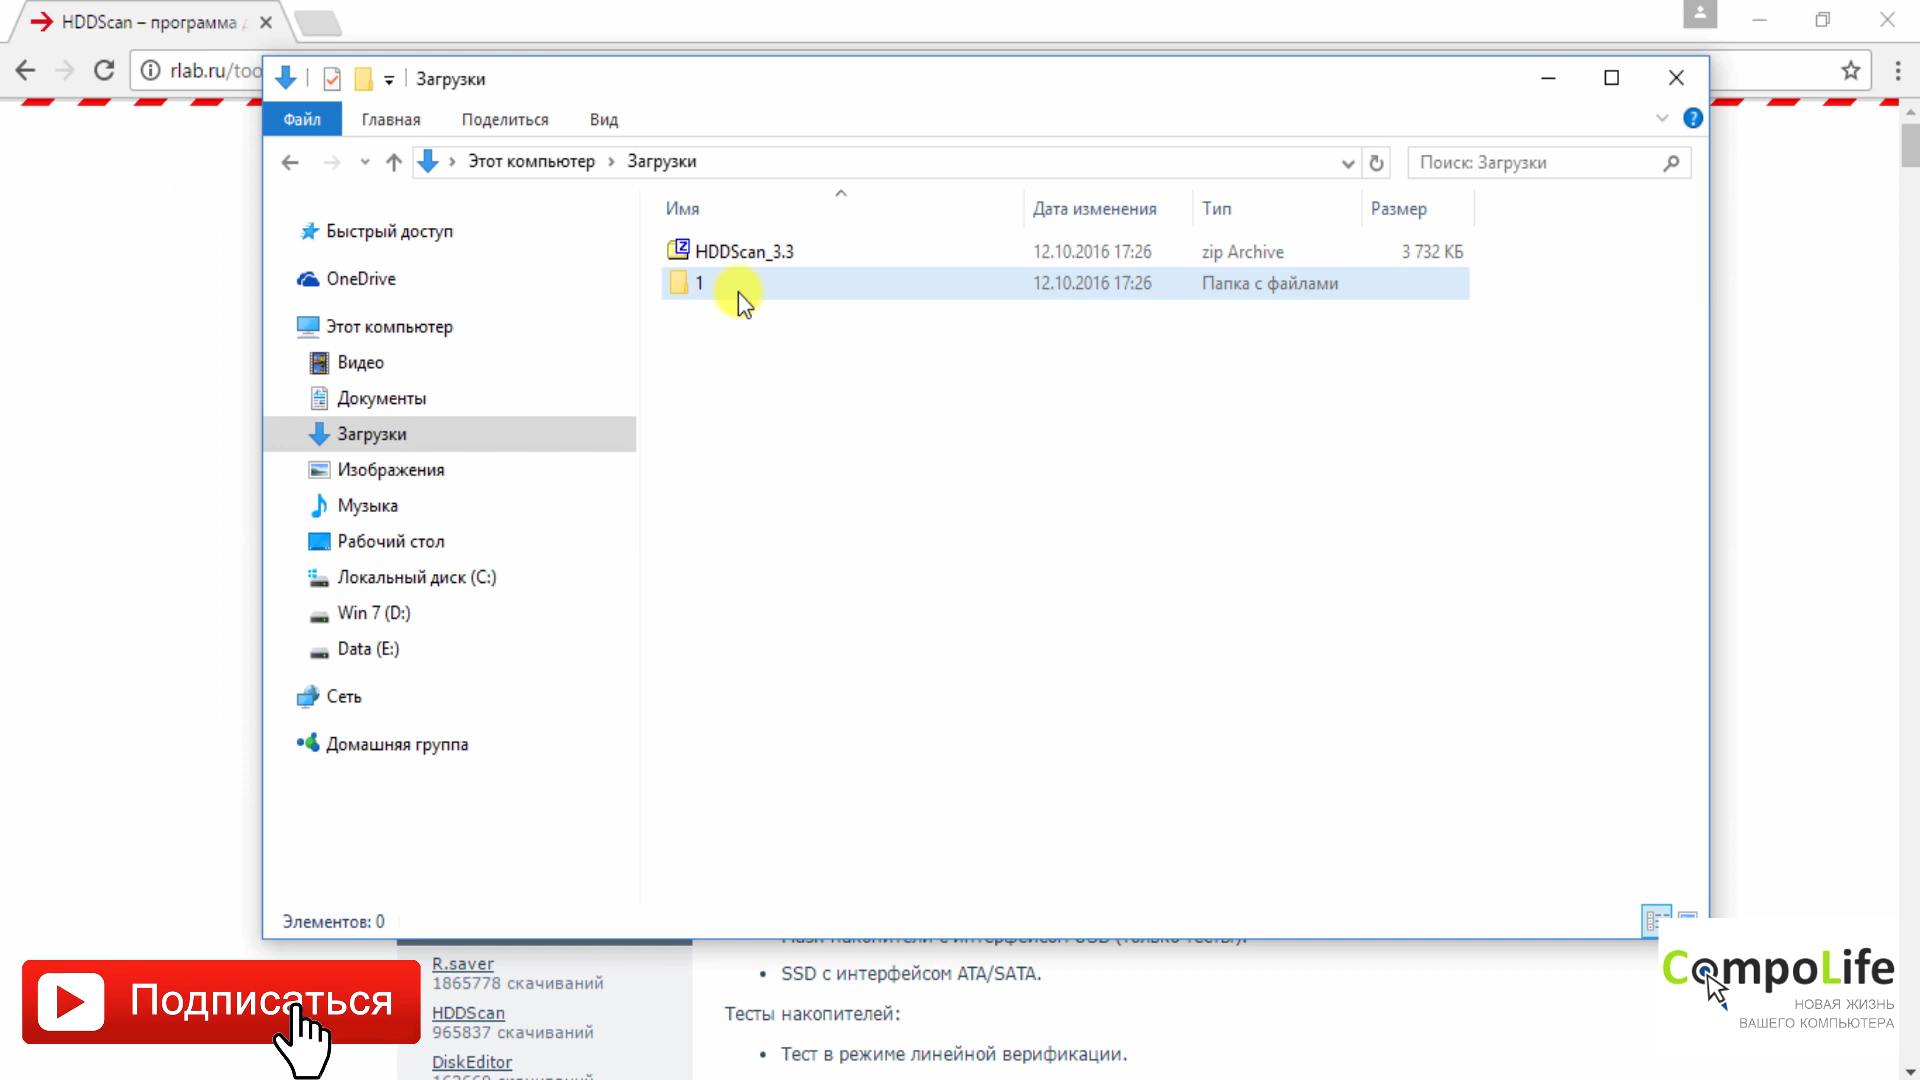 HDDScan – программа
rlab.ru/too
Загрузки
Файл Главная Поделиться Вид
Этот компьютер › Загрузки
Поиск: Загрузки
Имя Дата изменения Тип Размер
HDDScan_3.3 12.10.2016 17:26 zip Archive 3 732 КБ
1 12.10.2016 17:26 Папка с файлами
Быстрый доступ
OneDrive
Этот компьютер
Видео
Документы
Загрузки
Изображения
Музыка
Рабочий стол
Локальный диск (C:)
Win 7 (D:)
Data (E:)
Сеть
Домашняя группа
Элементов: 0
R.saver
1865778 скачиваний
HDDScan
965837 скачиваний
DiskEditor
• SSD с интерфейсом ATA/SATA.
Тесты накопителей:
• Тест в режиме линейной верификации.
Подписаться
CompoLife
НОВАЯ ЖИЗНЬ
ВАШЕГО КОМПЬЮТЕРА